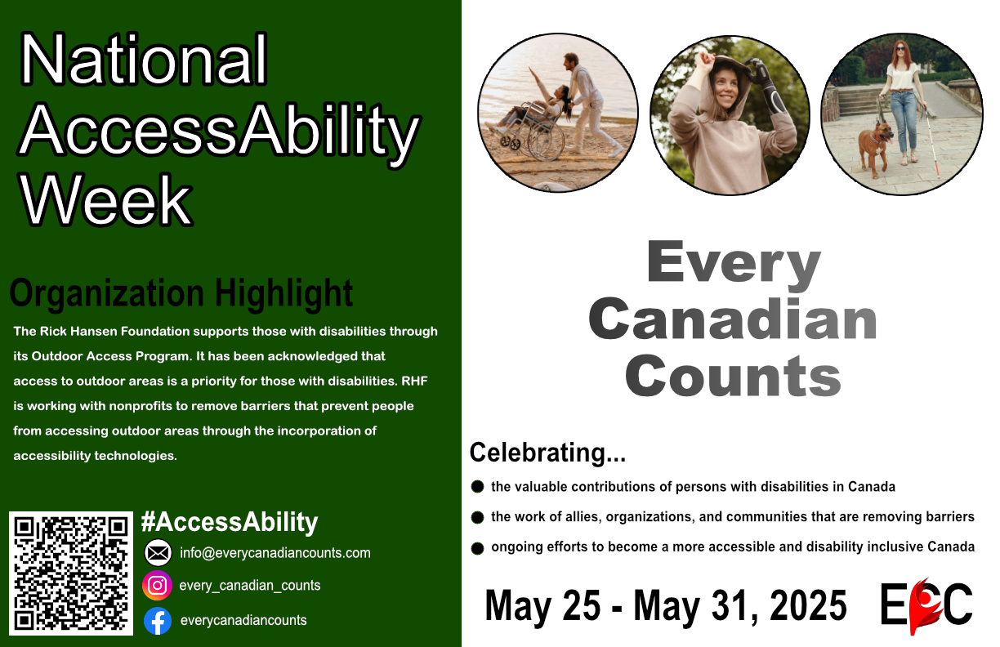 National
AccessAbility
Week
Organization Highlight
The Rick Hansen Foundation supports those with disabilities through
its Outdoor Access Program. It has been acknowledged that
access to outdoor areas is a priority for those with disabilities. RHF
is working with nonprofits to remove barriers that prevent people
from accessing outdoor areas through the incorporation of
accessibility technologies.
#AccessAbility
info@everycanadiancounts.com
every_canadian_counts
everycanadiancounts
Every
Canadian
Counts
Celebrating...
the valuable contributions of persons with disabilities in Canada
the work of allies, organizations, and communities that are removing barriers
ongoing efforts to become a more accessible and disability inclusive Canada
May 25 - May 31, 2025
ECC